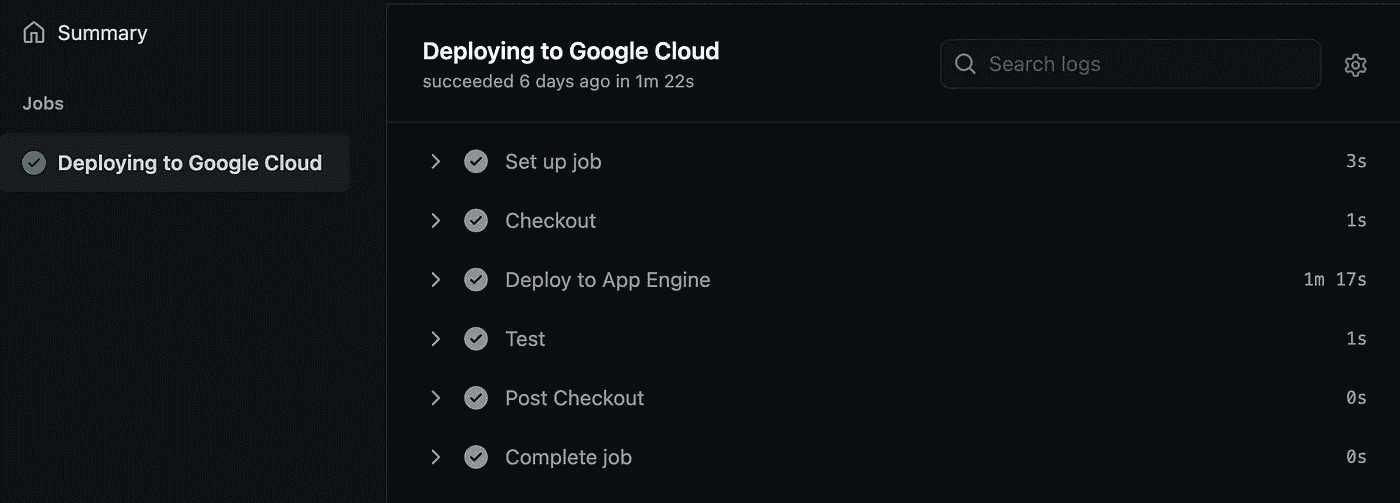 Summary
Jobs
Deploying to Google Cloud
Deploying to Google Cloud
succeeded 6 days ago in 1m 22s
Search logs
Set up job 3s
Checkout 1s
Deploy to App Engine 1m 17s
Test 1s
Post Checkout 0s
Complete job 0s